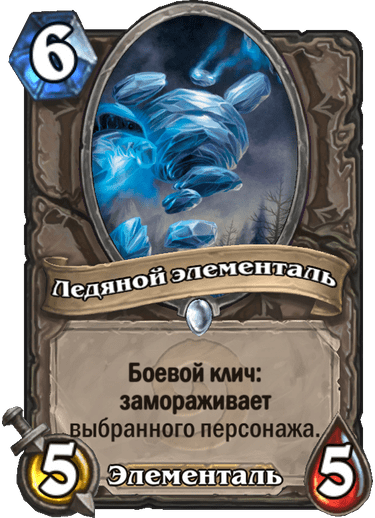 6
Ледяной элементаль
Боевой клич:
замораживает
выбранного персонажа.
5 Элементаль 5